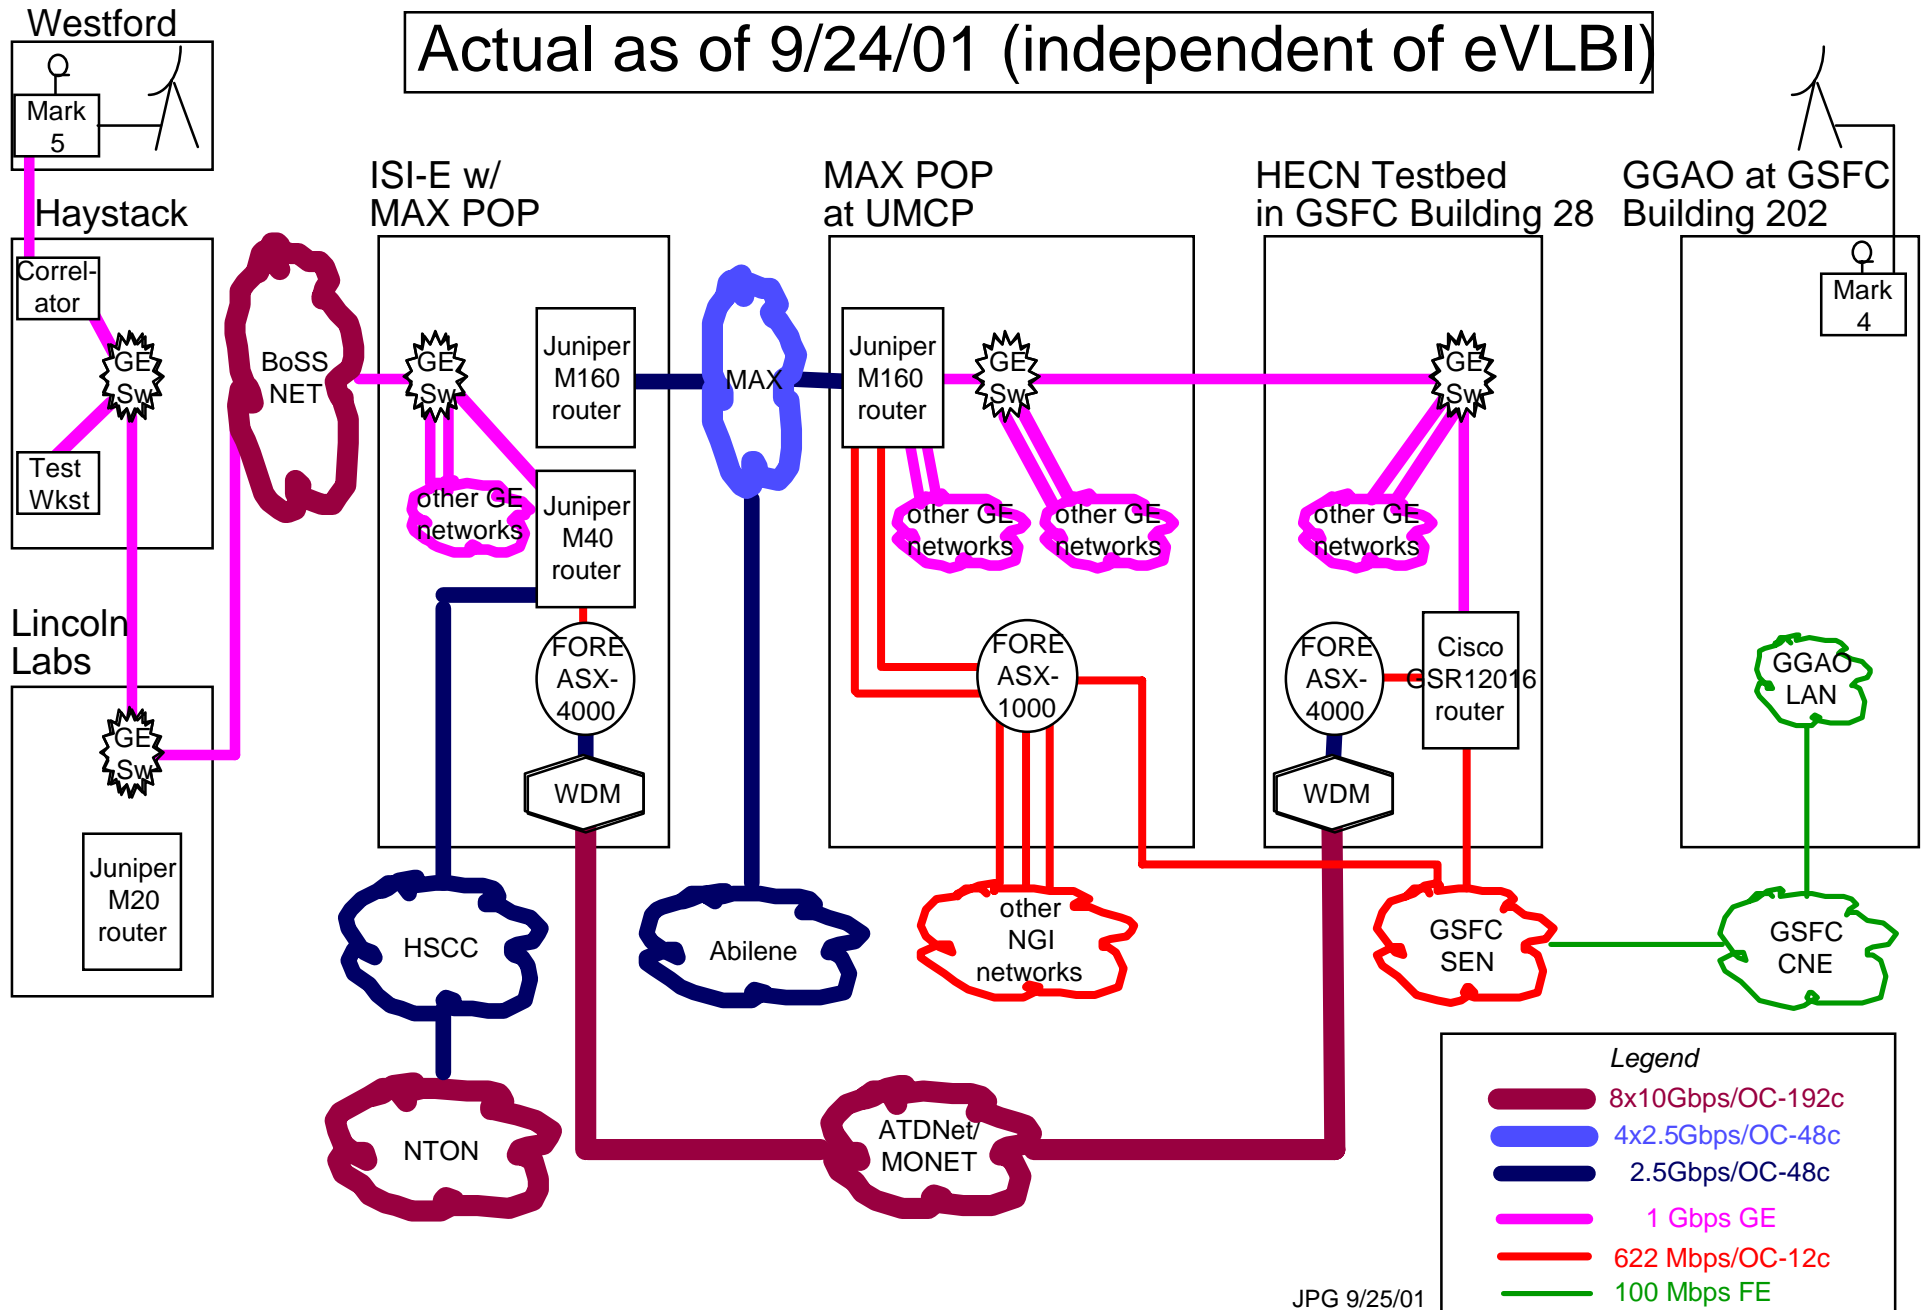 Westford
Actual as of 9/24/01 (independent of eVLBI)
Mark
5
Haystack
ISI-E w/
MAX POP
MAX POP
at UMCP
HECN Testbed
in GSFC Building 28
GGAO at GSFC
Building 202
Correl-
ator
GE
Sw
Test
Wkst
BoSS
NET
GE
Sw
other GE
networks
Juniper
M160
router
Juniper
M40
router
FORE
ASX-
4000
WDM
MAX
Juniper
M160
router
GE
Sw
other GE
networks
other GE
networks
FORE
ASX-
1000
GE
Sw
other GE
networks
FORE
ASX-
4000
Cisco
GSR12016
router
WDM
Mark
4
GGAO
LAN
Lincoln
Labs
GE
Sw
Juniper
M20
router
HSCC
Abilene
other
NGI
networks
GSFC
SEN
GSFC
CNE
NTON
ATDNet/
MONET
Legend
8x10Gbps/OC-192c
4x2.5Gbps/OC-48c
2.5Gbps/OC-48c
1 Gbps GE
622 Mbps/OC-12c
100 Mbps FE
JPG 9/25/01